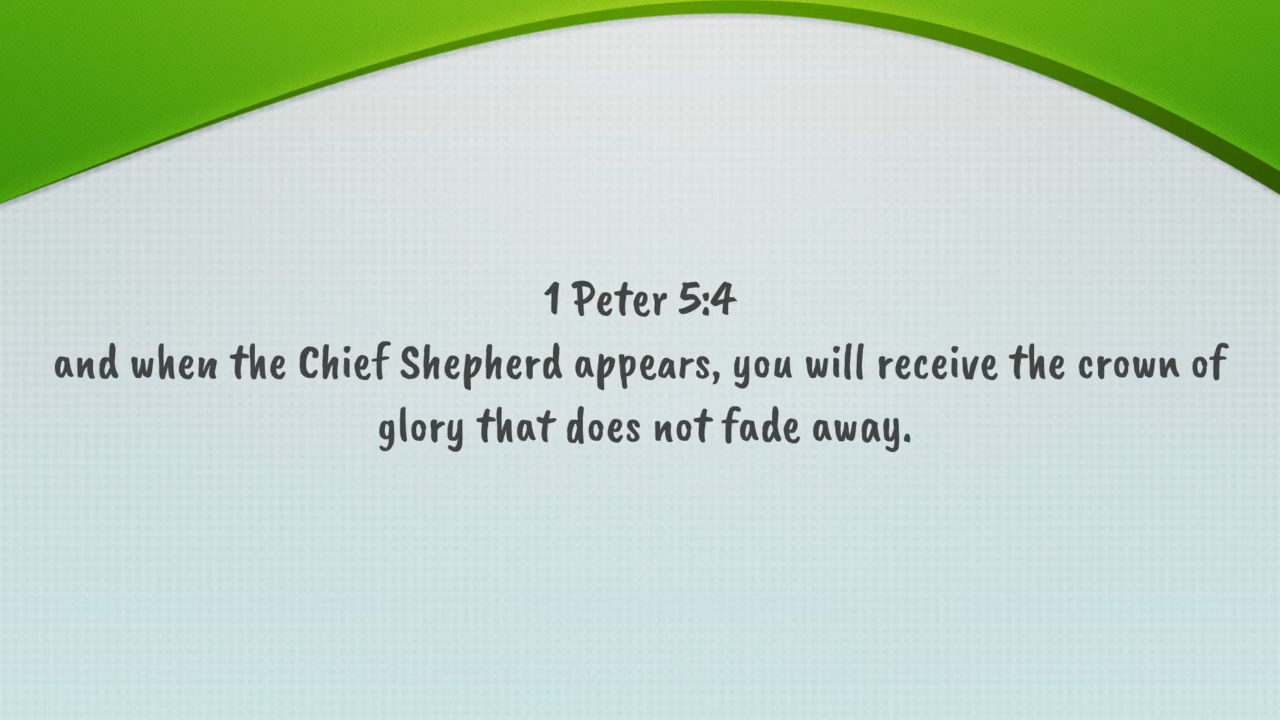 1 Peter 5:4
and when the Chief Shepherd appears, you will receive the crown of
glory that does not fade away.